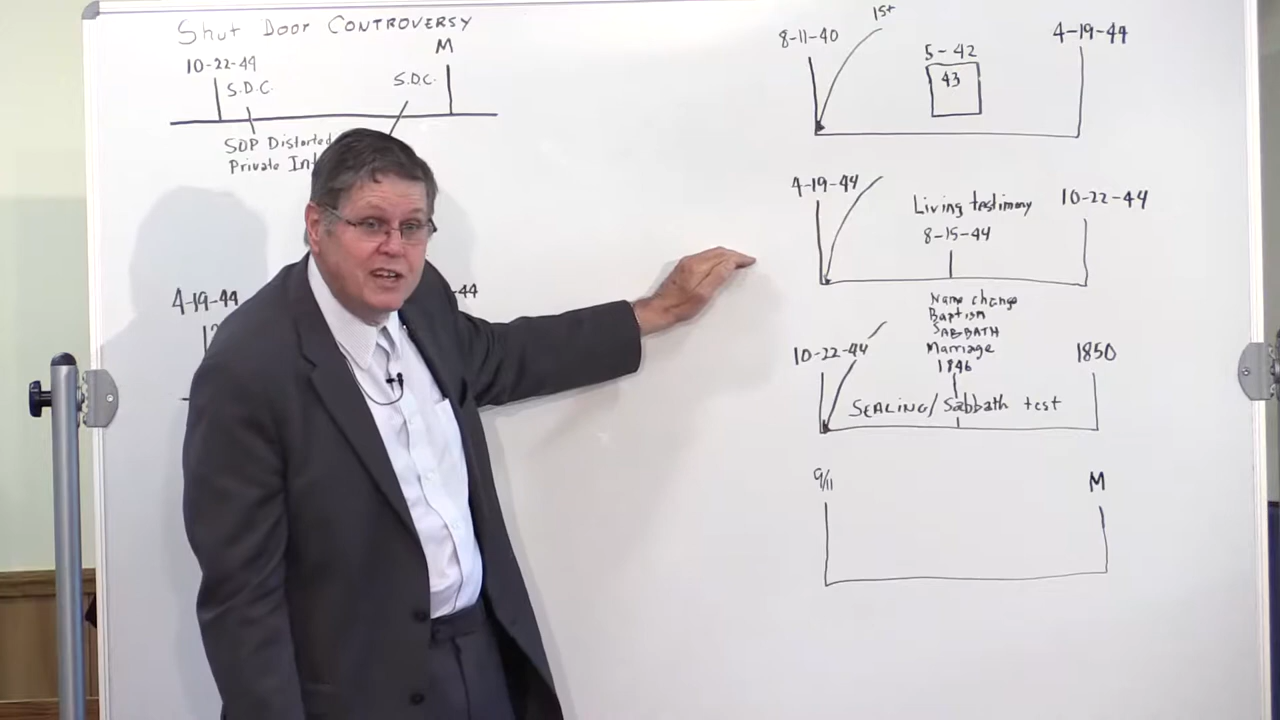 Shut Door CONTROVERSY
10-22-44
M
S.D.C.
S.D.C.
SOP Distorted
Private
4-19-44
-44
8-11-40
1st
5-42
43
4-19-44
4-19-44
Living testimony
8-15-44
10-22-44
Name change
Baptism
SABBATH
Marriage
1846
10-22-44
1850
SEALING/Sabbath test
9/11
M